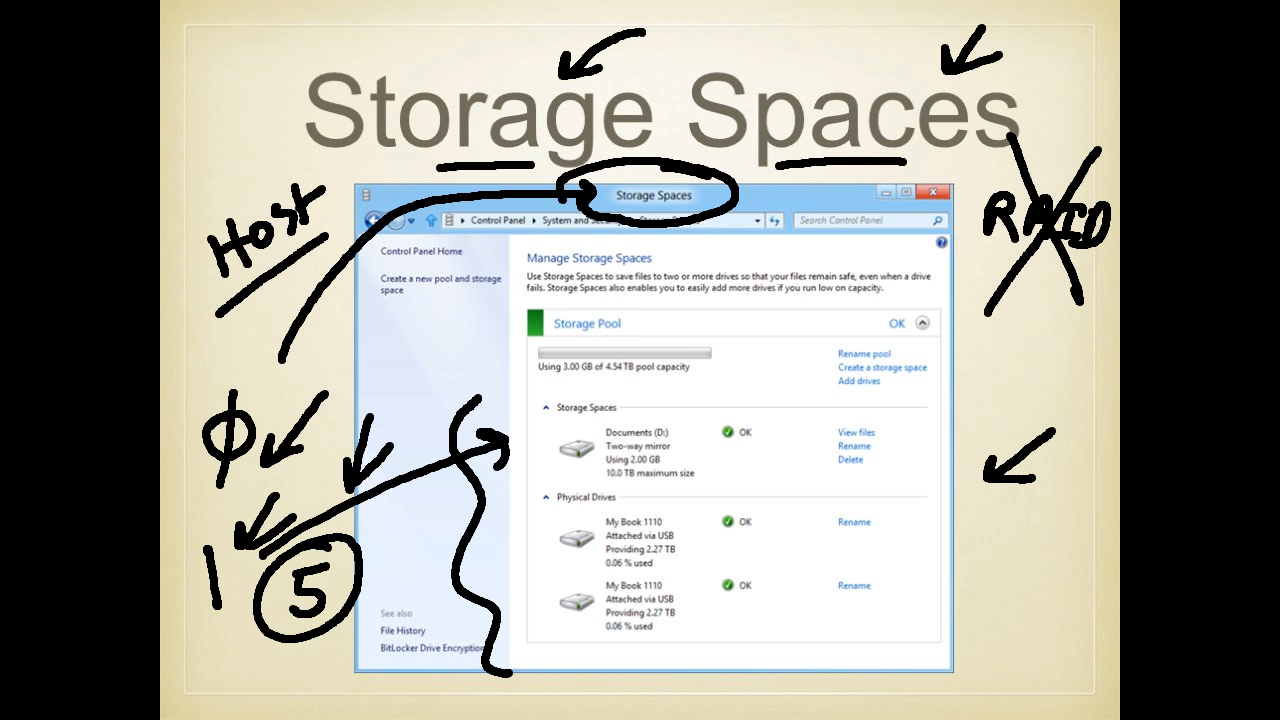 Storage Spaces
Host
RAID
Storage Spaces
Control Panel System and Secu
Search Control Panel
Control Panel Home
Create a new pool and storage
space
Manage Storage Spaces
Use Storage Spaces to save files to two or more drives so that your files remain safe, even when a drive
fails. Storage Spaces also enables you to easily add more drives if you run low on capacity.
Storage Pool OK
Using 3.00 GB of 4.54 TB pool capacity
Rename pool
Create a storage space
Add drives
Storage Spaces
Documents (D:) OK View files
Two-way mirror Rename
Using 2.00 GB Delete
10.0 TB maximum size
Physical Drives
My Book 1110 OK Rename
Attached via USB
Providing 2.27 TB
0.06 % used
My Book 1110 OK Rename
Attached via USB
Providing 2.27 TB
0.06 % used
See also
File History
BitLocker Drive Encryption
0
1
5